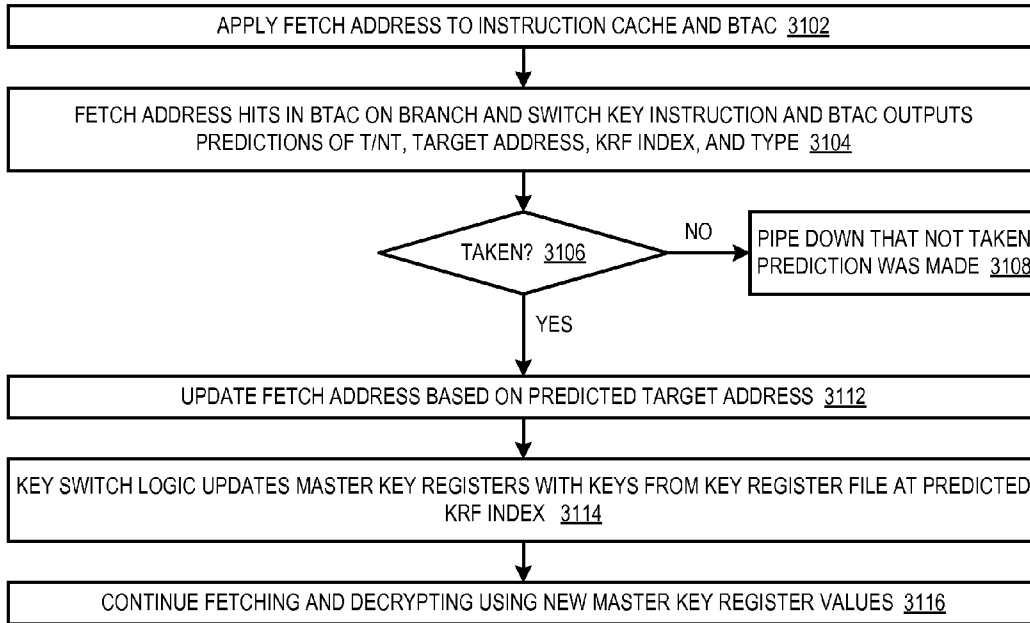 APPLY FETCH ADDRESS TO INSTRUCTION CACHE AND BTAC 3102
FETCH ADDRESS HITS IN BTAC ON BRANCH AND SWITCH KEY INSTRUCTION AND BTAC OUTPUTS
PREDICTIONS OF T/NT, TARGET ADDRESS, KRF INDEX, AND TYPE 3104
TAKEN? 3106
NO
PIPE DOWN THAT NOT TAKEN
PREDICTION WAS MADE 3108
YES
UPDATE FETCH ADDRESS BASED ON PREDICTED TARGET ADDRESS 3112
KEY SWITCH LOGIC UPDATES MASTER KEY REGISTERS WITH KEYS FROM KEY REGISTER FILE AT PREDICTED
KRF INDEX 3114
CONTINUE FETCHING AND DECRYPTING USING NEW MASTER KEY REGISTER VALUES 3116